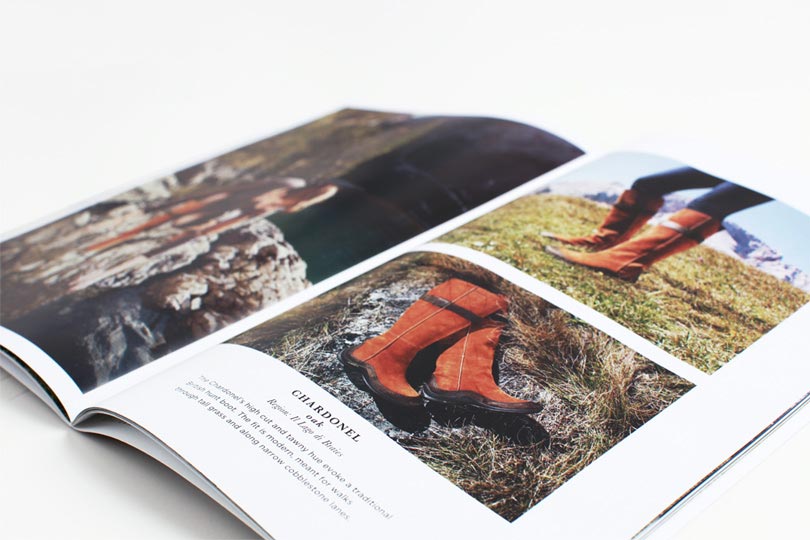 CHARDONEL
oak
Region: Il Lago di Braies
The Chardonel's high cut and tawny hue evoke a traditional
British hunt boot. The fit is modern, meant for walks
through tall grass and along narrow cobblestone lanes.